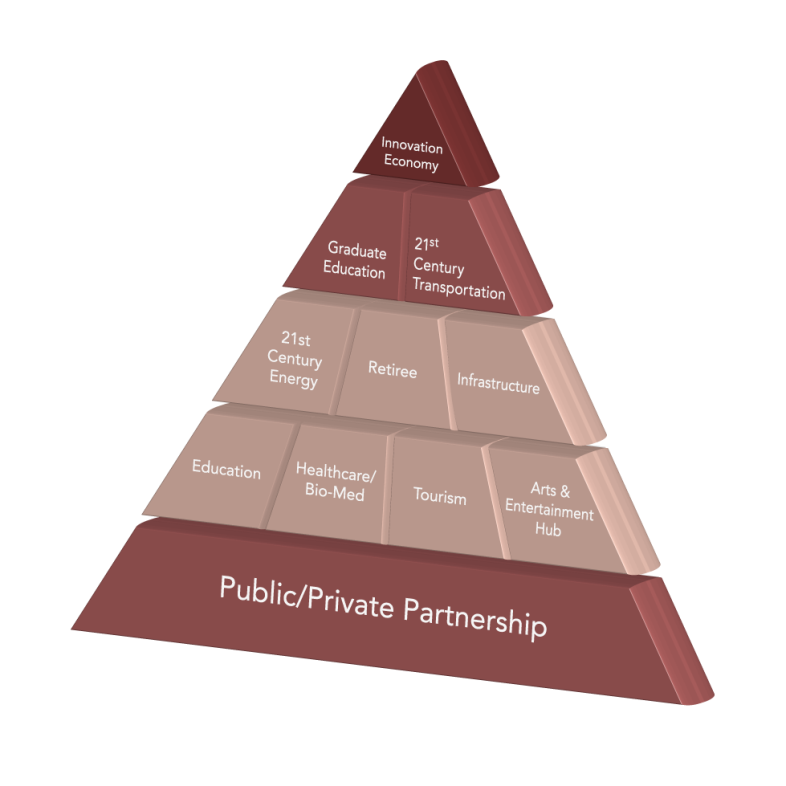 Innovation
Economy
Graduate
Education
21st
Century
Transportation
21st
Century
Energy
Retiree
Infrastructure
Education
Healthcare/
Bio-Med
Tourism
Arts &
Entertainment
Hub
Public/Private Partnership